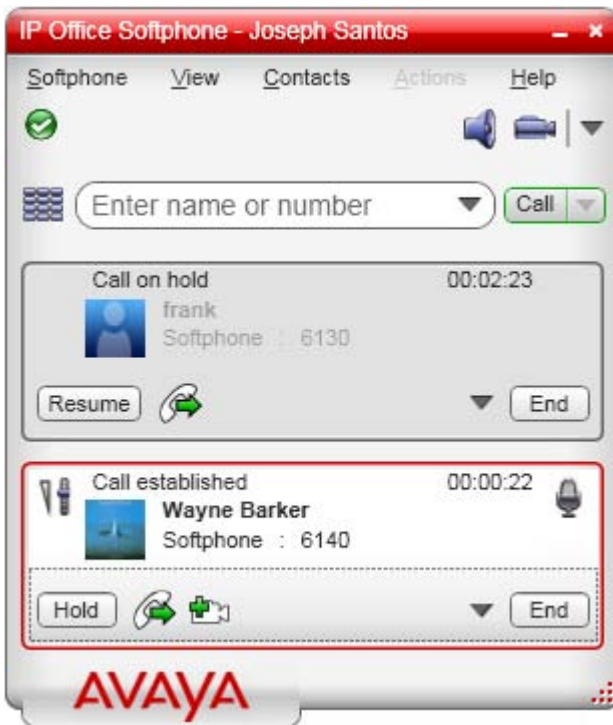 IP Office Softphone - Joseph Santos
Softphone View Contacts Actions Help
Enter name or number Call
Call on hold 00:02:23
frank
Softphone : 6130
Resume End
Call established 00:00:22
Wayne Barker
Softphone : 6140
Hold End
AVAYA